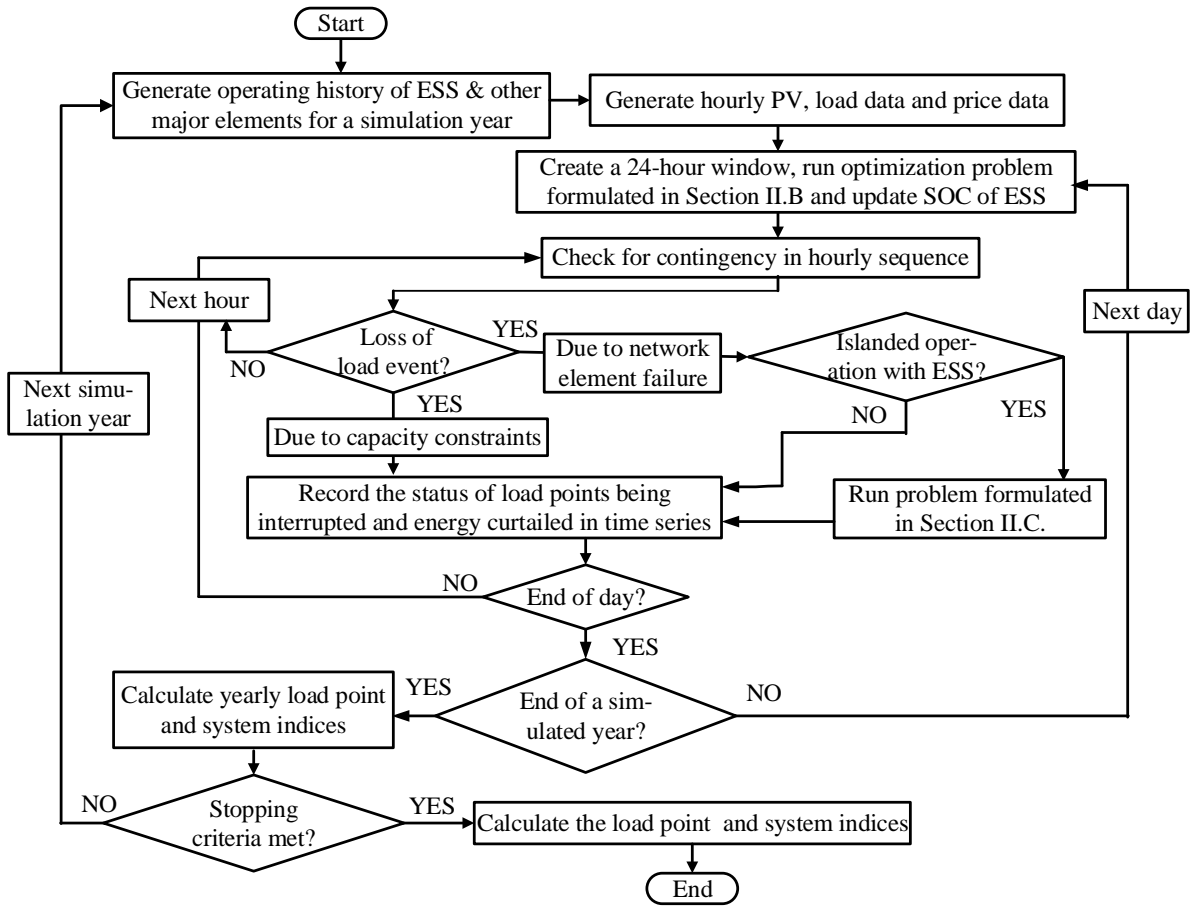 Start
Generate operating history of ESS & other
major elements for a simulation year
Generate hourly PV, load data and price data
Create a 24-hour window, run optimization problem
formulated in Section II.B and update SOC of ESS
Check for contingency in hourly sequence
Next hour
Next day
Loss of
load event?
YES
NO
Due to network
element failure
Islanded oper-
ation with ESS?
NO
YES
Next simu-
lation year
YES
Due to capacity constraints
Record the status of load points being
interrupted and energy curtailed in time series
Run problem formulated
in Section II.C.
NO
End of day?
YES
Calculate yearly load point
and system indices
YES
End of a sim-
ulated year?
NO
NO
Stopping
criteria met?
YES
Calculate the load point and system indices
End